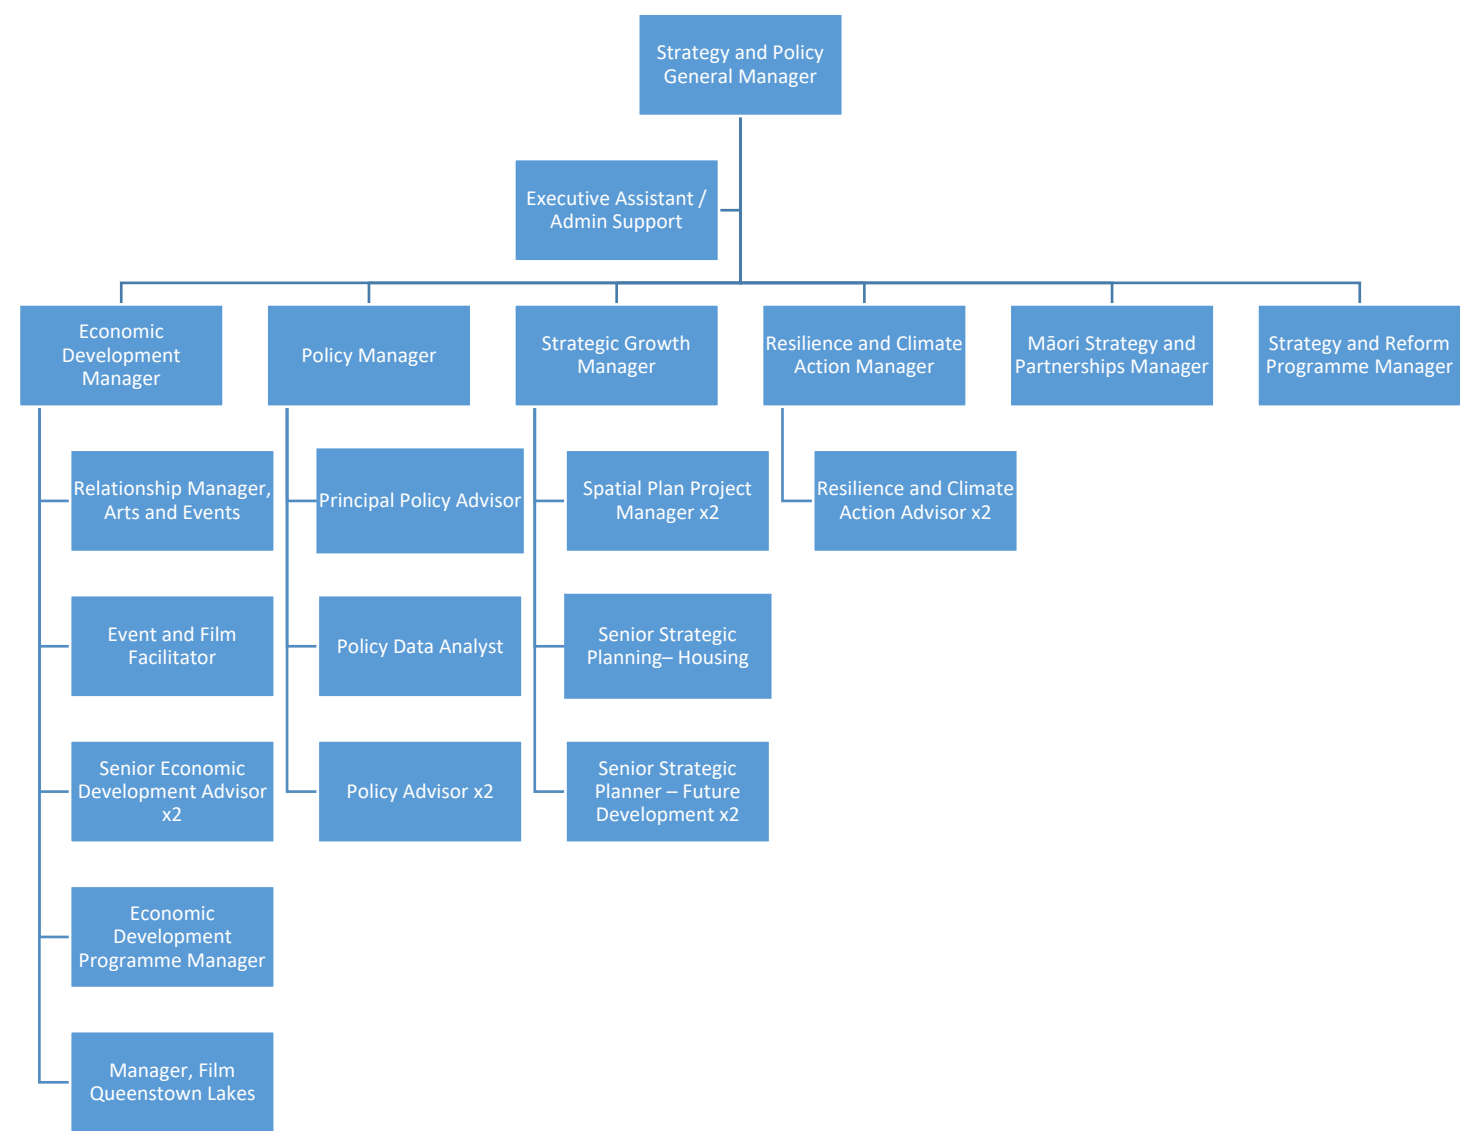 Strategy and Policy
General Manager
Executive Assistant /
Admin Support
Economic
Development
Manager
Policy Manager
Strategic Growth
Manager
Resilience and Climate
Action Manager
Māori Strategy and
Partnerships Manager
Strategy and Reform
Programme Manager
Relationship Manager,
Arts and Events
Principal Policy Advisor
Spatial Plan Project
Manager x2
Resilience and Climate
Action Advisor x2
Event and Film
Facilitator
Policy Data Analyst
Senior Strategic
Planning– Housing
Senior Economic
Development Advisor
x2
Policy Advisor x2
Senior Strategic
Planner – Future
Development x2
Economic
Development
Programme Manager
Manager, Film
Queenstown Lakes